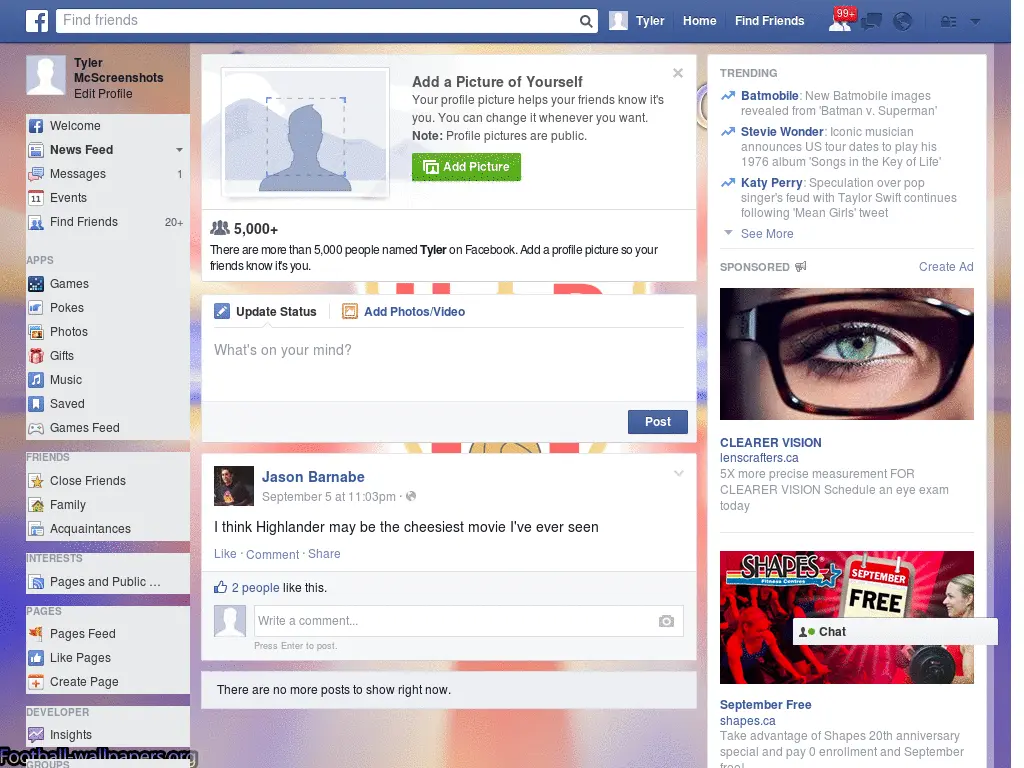 Find friends
Tyler
Home
Find Friends
99+
Tyler
McScreenshots
Edit Profile
Welcome
News Feed
Messages 1
11 Events
Find Friends 20+
APPS
Games
Pokes
Photos
Gifts
Music
Saved
Games Feed
FRIENDS
Close Friends
Family
Acquaintances
INTERESTS
Pages and Public ...
PAGES
Pages Feed
Like Pages
Create Page
DEVELOPER
Insights
GROUPS
Football-wallpapers.org
Add a Picture of Yourself
Your profile picture helps your friends know it's
you. You can change it whenever you want.
Note: Profile pictures are public.
Add Picture
5,000+
There are more than 5,000 people named Tyler on Facebook. Add a profile picture so your
friends know it's you.
Update Status
Add Photos/Video
What's on your mind?
Post
Jason Barnabe
September 5 at 11:03pm ·
I think Highlander may be the cheesiest movie I've ever seen
Like · Comment · Share
2 people like this.
Write a comment...
Press Enter to post.
There are no more posts to show right now.
TRENDING
Batmobile: New Batmobile images
revealed from 'Batman v. Superman'
Stevie Wonder: Iconic musician
announces US tour dates to play his
1976 album 'Songs in the Key of Life'
Katy Perry: Speculation over pop
singer's feud with Taylor Swift continues
following 'Mean Girls' tweet
See More
SPONSORED
Create Ad
CLEARER VISION
lenscrafters.ca
5X more precise measurement FOR
CLEARER VISION Schedule an eye exam
today
SHAPES
Fitness Centres
SEPTEMBER
FREE
Chat
September Free
shapes.ca
Take advantage of Shapes 20th anniversary
special and pay 0 enrollment and September
free!